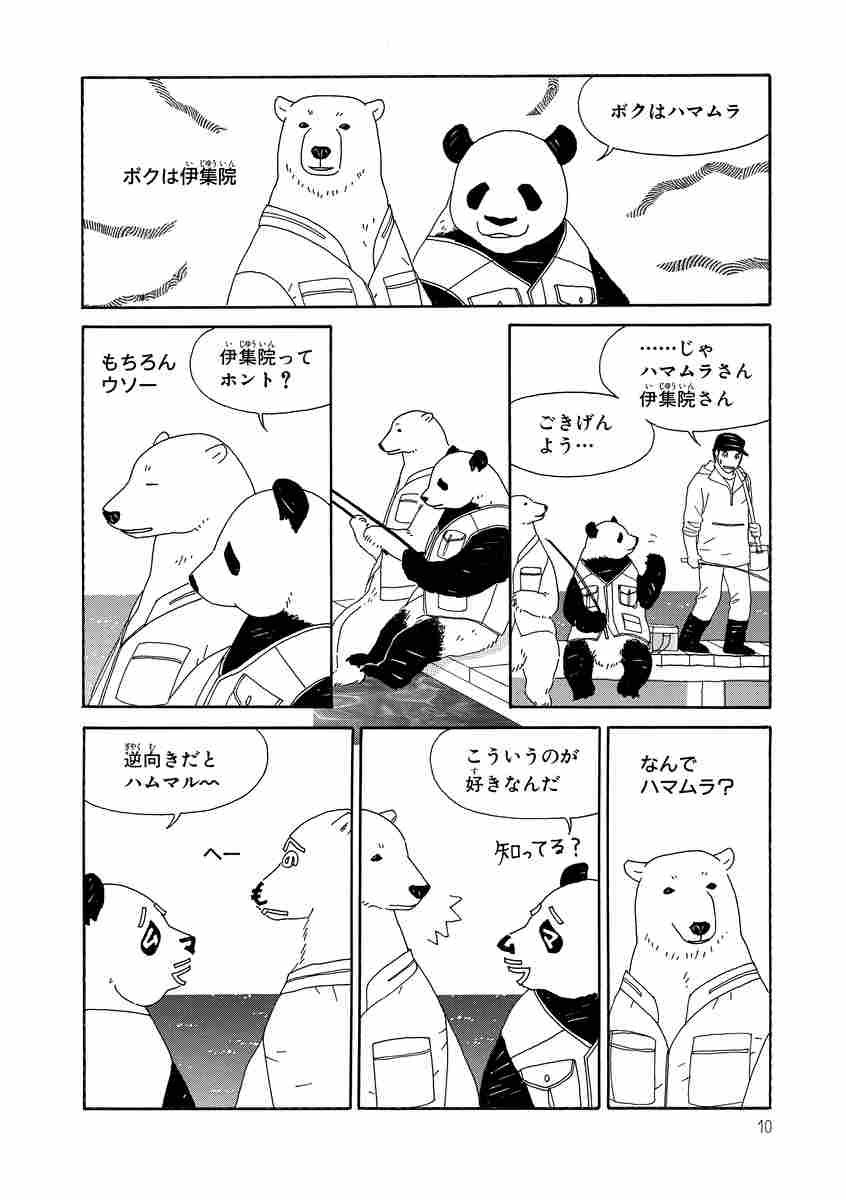 ボクはハマムラ
ボクは伊集院
……じゃ
ハマムラさん
伊集院さん
ごきげん
よう…
伊集院って
ホント？
もちろん
ウソー
なんで
ハマムラ？
こういうのが
好きなんだ
知ってる？
逆向きだと
ハムマル〜
へー
10